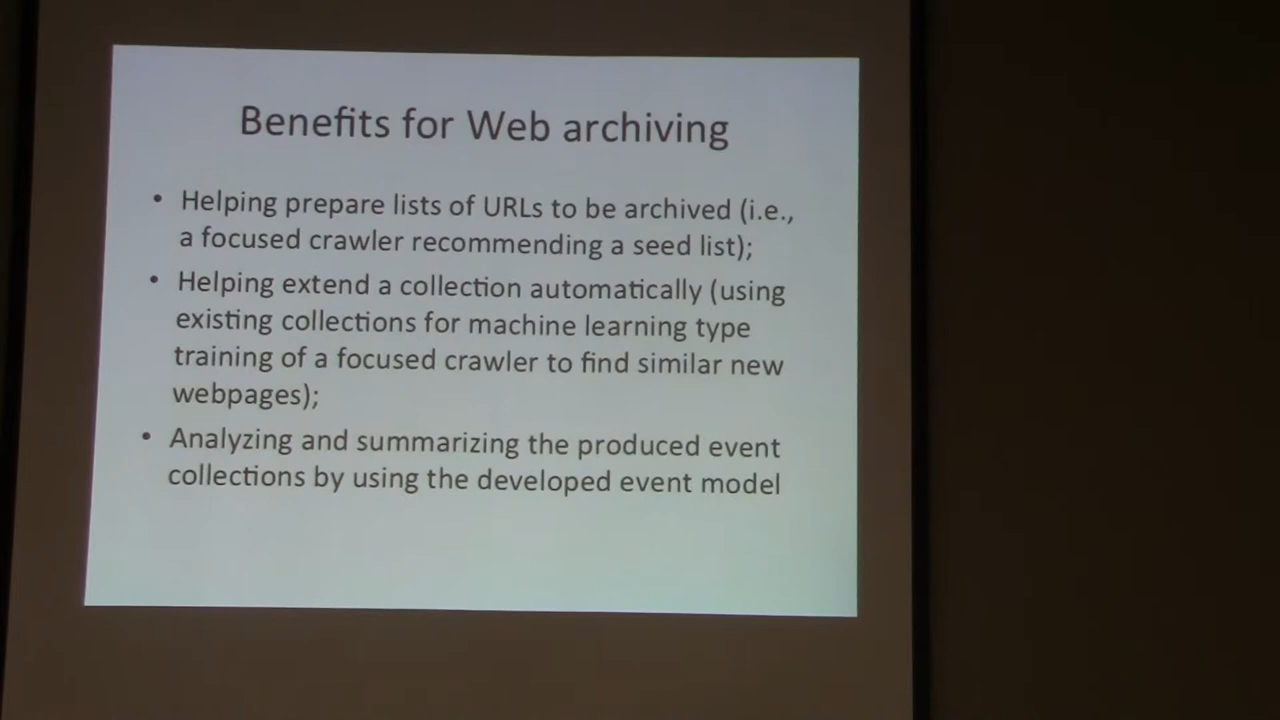 Benefits for Web archiving
• Helping prepare lists of URLs to be archived (i.e.,
a focused crawler recommending a seed list);
• Helping extend a collection automatically (using
existing collections for machine learning type
training of a focused crawler to find similar new
webpages);
• Analyzing and summarizing the produced event
collections by using the developed event model